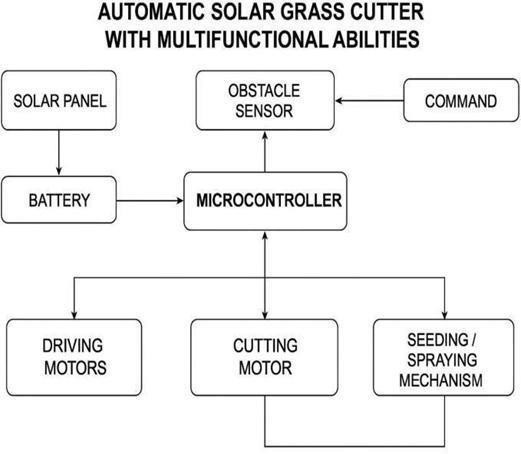 AUTOMATIC SOLAR GRASS CUTTER
WITH MULTIFUNCTIONAL ABILITIES
SOLAR PANEL
OBSTACLE
SENSOR
COMMAND
BATTERY
MICROCONTROLLER
DRIVING
MOTORS
CUTTING
MOTOR
SEEDING /
SPRAYING
MECHANISM